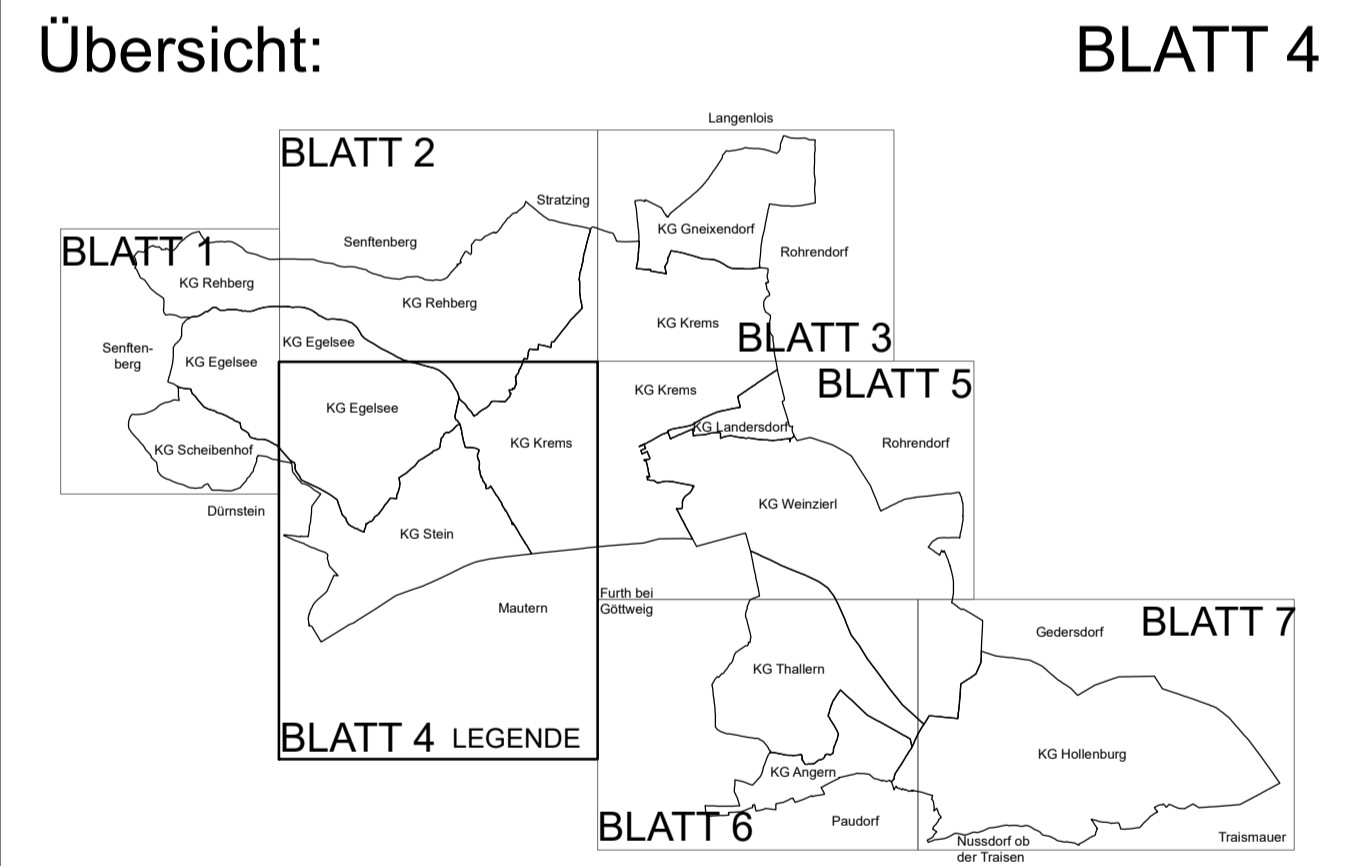 Übersicht:
BLATT 4
Langenlois
BLATT 2
Stratzing
KG Gneixendorf
Senftenberg
BLATT 1
Rohrendorf
KG Rehberg
KG Rehberg
KG Krems
BLATT 3
KG Egelsee
Senften-
berg
KG Egelsee
BLATT 5
KG Krems
KG Egelsee
KG Landersdorf
KG Krems
Rohrendorf
KG Scheibenhof
KG Weinzierl
Dürnstein
KG Stein
Furth bei
Göttweig
Mautern
BLATT 7
Gedersdorf
KG Thallern
BLATT 4 LEGENDE
KG Hollenburg
KG Angern
BLATT 6
Paudorf
Nussdorf ob
der Traisen
Traismauer